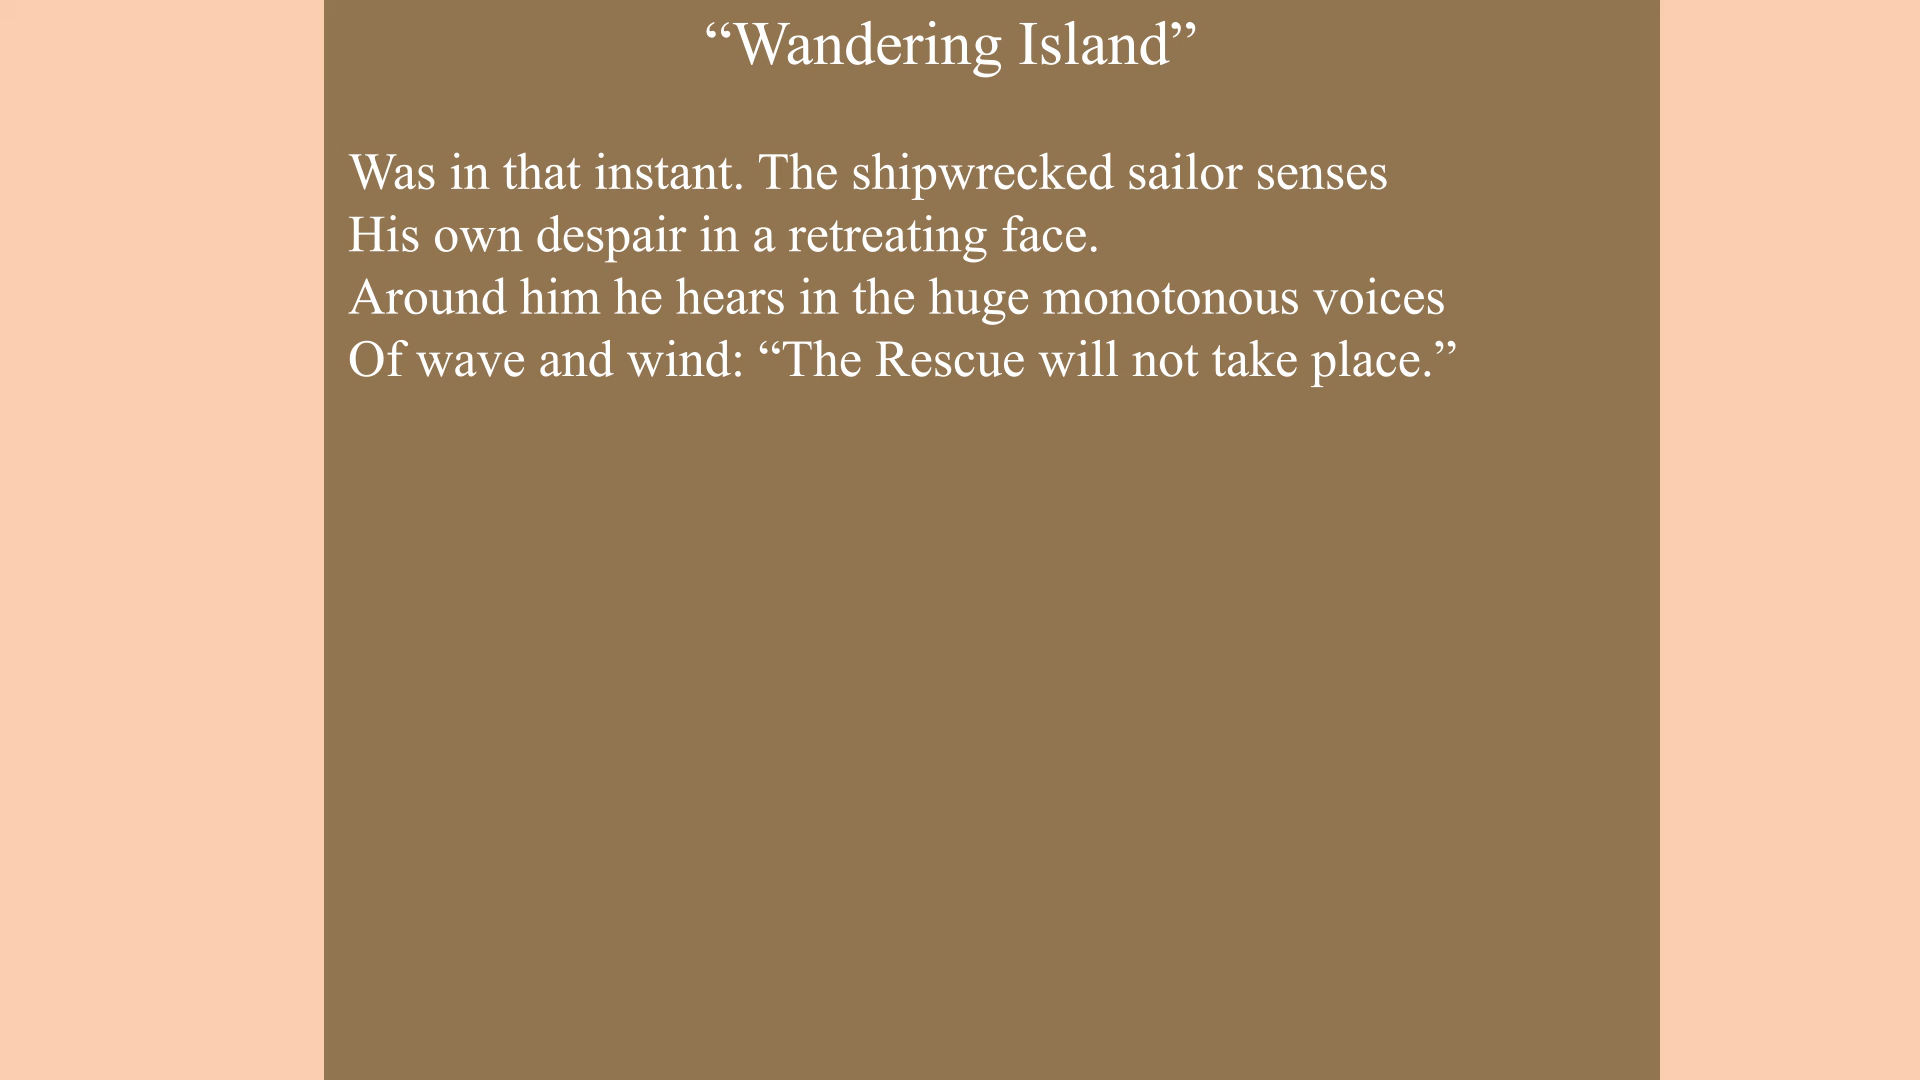 “Wandering Island”
Was in that instant. The shipwrecked sailor senses
His own despair in a retreating face.
Around him he hears in the huge monotonous voices
Of wave and wind: “The Rescue will not take place.”